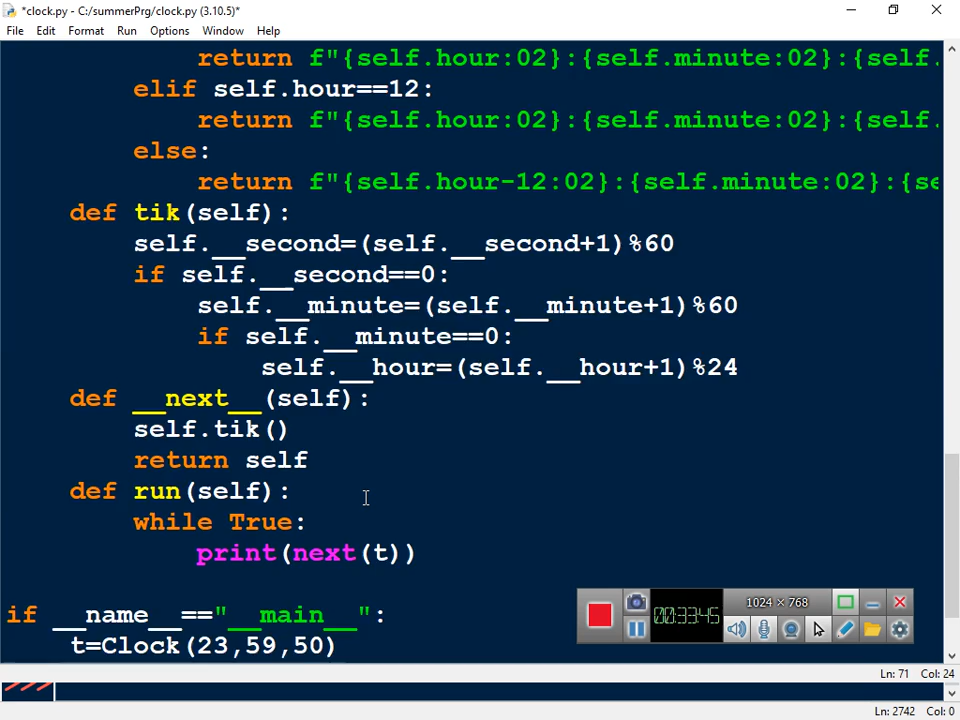 *clock.py - C:/summerPrg/clock.py (3.10.5)*
File Edit Format Run Options Window Help
        return f"{self.hour:02}:{self.minute:02}:{self.
    elif self.hour==12:
        return f"{self.hour:02}:{self.minute:02}:{self.
    else:
        return f"{self.hour-12:02}:{self.minute:02}:{se
def tik(self):
    self.__second=(self.__second+1)%60
    if self.__second==0:
        self.__minute=(self.__minute+1)%60
        if self.__minute==0:
            self.__hour=(self.__hour+1)%24
def __next__(self):
    self.tik()
    return self
def run(self):
    while True:
        print(next(t))
if __name__=="__main__":
    t=Clock(23,59,50)
00:33:45
1024 × 768
Ln: 71 Col: 24
Ln: 2742 Col: 0